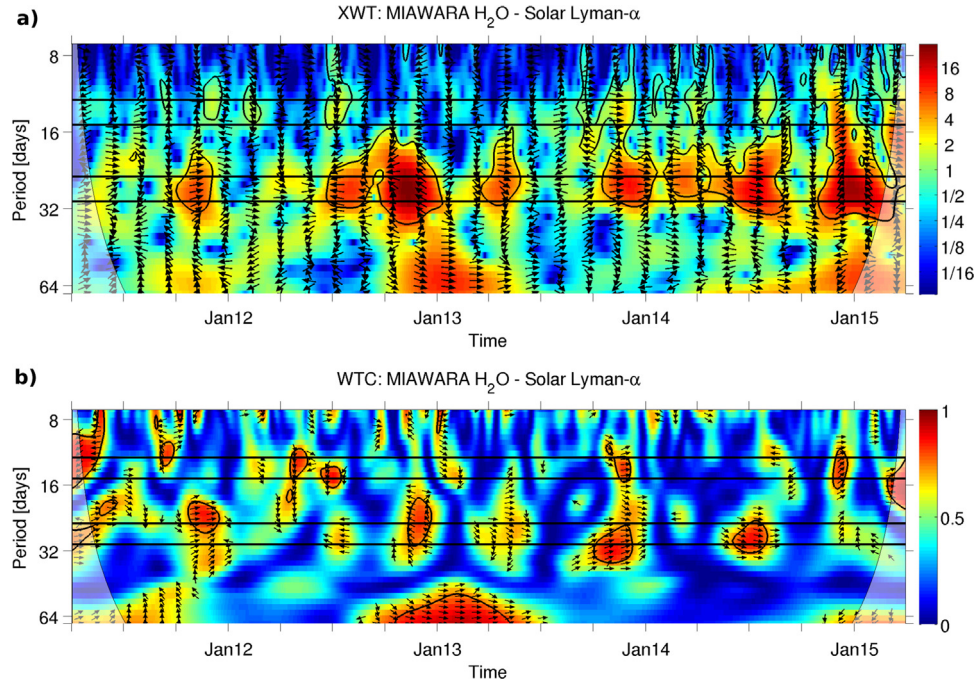 a)
XWT: MIAWARA H₂O - Solar Lyman-α
Period [days]
8
16
32
64
Jan12
Jan13
Jan14
Jan15
Time
16
8
4
2
1
1/2
1/4
1/8
1/16
b)
WTC: MIAWARA H₂O - Solar Lyman-α
Period [days]
8
16
32
64
Jan12
Jan13
Jan14
Jan15
Time
1
0.5
0